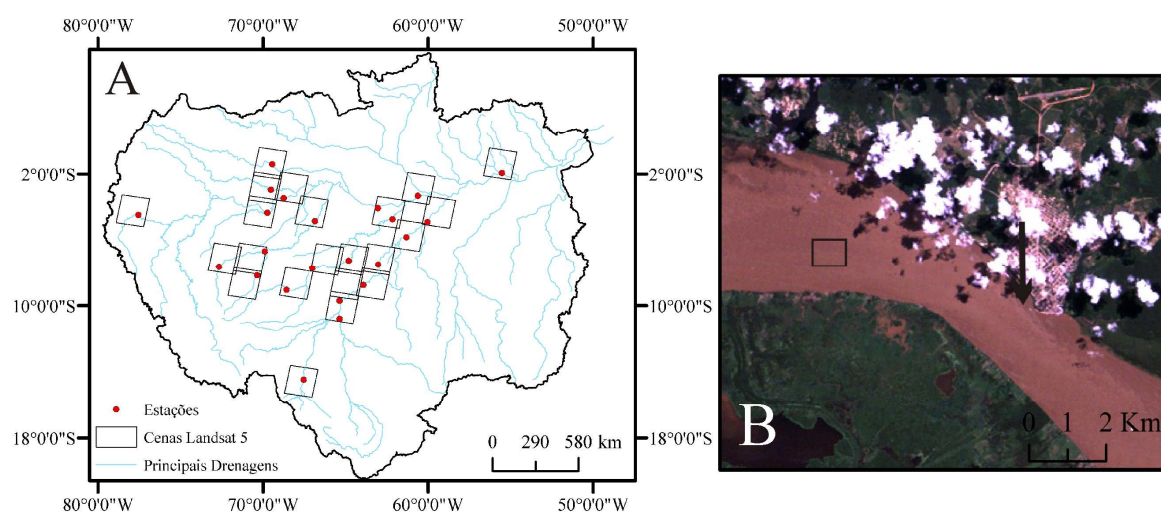 80°0'0"W 70°0'0"W 60°0'0"W 50°0'0"W
A
2°0'0"S 2°0'0"S
10°0'0"S 10°0'0"S
18°0'0"S 18°0'0"S
Estações
Cenas Landsat 5
Principais Drenagens
0 290 580 km
80°0'0"W 70°0'0"W 60°0'0"W 50°0'0"W
B
0 1 2 Km